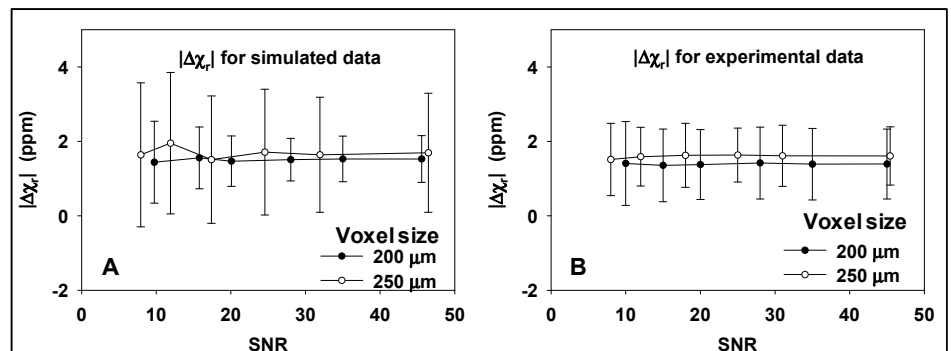 |Δχr| for simulated data
4
2
0
-2
|Δχr| (ppm)
Voxel size
200 μm
250 μm
A
0 10 20 30 40 50
SNR
|Δχr| for experimental data
4
2
0
-2
|Δχr| (ppm)
Voxel size
200 μm
250 μm
B
0 10 20 30 40 50
SNR